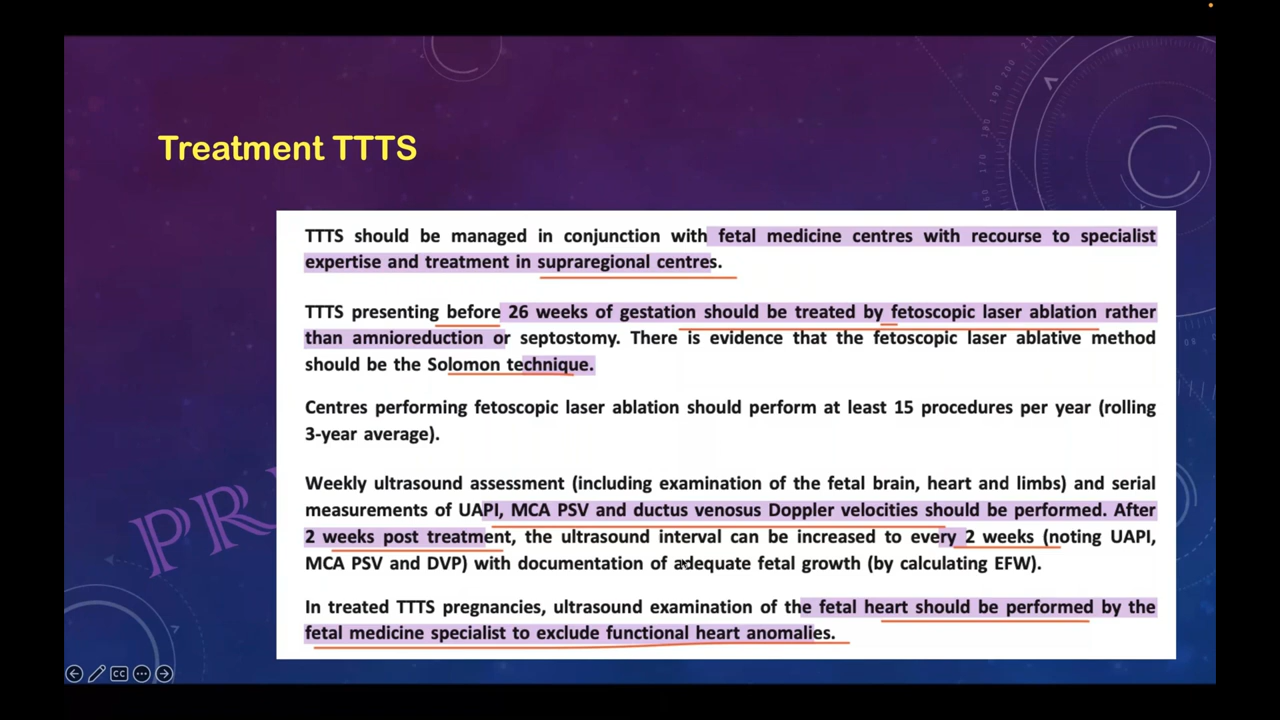 Treatment TTTS
TTTS should be managed in conjunction with fetal medicine centres with recourse to specialist
expertise and treatment in supraregional centres.
TTTS presenting before 26 weeks of gestation should be treated by fetoscopic laser ablation rather
than amnioreduction or septostomy. There is evidence that the fetoscopic laser ablative method
should be the Solomon technique.
Centres performing fetoscopic laser ablation should perform at least 15 procedures per year (rolling
3-year average).
Weekly ultrasound assessment (including examination of the fetal brain, heart and limbs) and serial
measurements of UAPI, MCA PSV and ductus venosus Doppler velocities should be performed. After
2 weeks post treatment, the ultrasound interval can be increased to every 2 weeks (noting UAPI,
MCA PSV and DVP) with documentation of adequate fetal growth (by calculating EFW).
In treated TTTS pregnancies, ultrasound examination of the fetal heart should be performed by the
fetal medicine specialist to exclude functional heart anomalies.
PR
CC